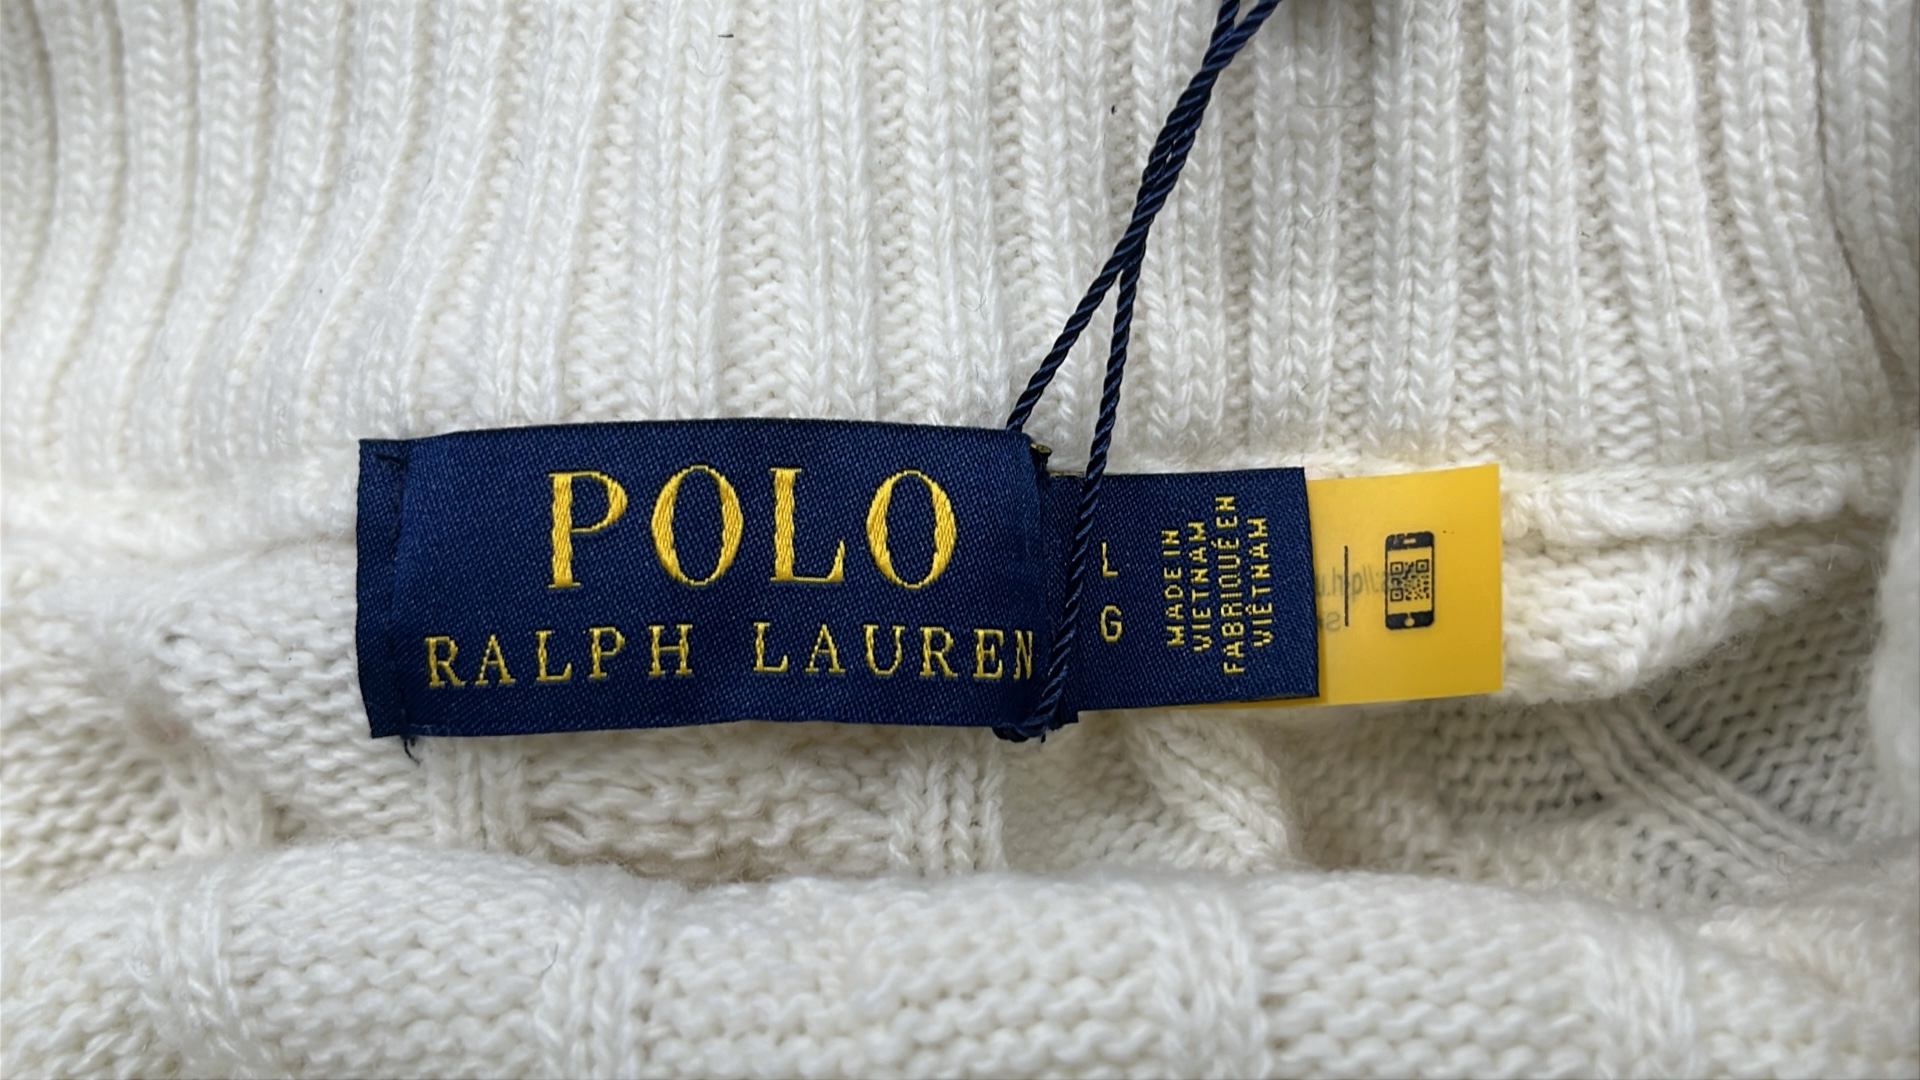 POLO
RALPH LAUREN
L
G
MADE IN
VIETNAM
FABRIQUÉ EN
VIÊTNAM